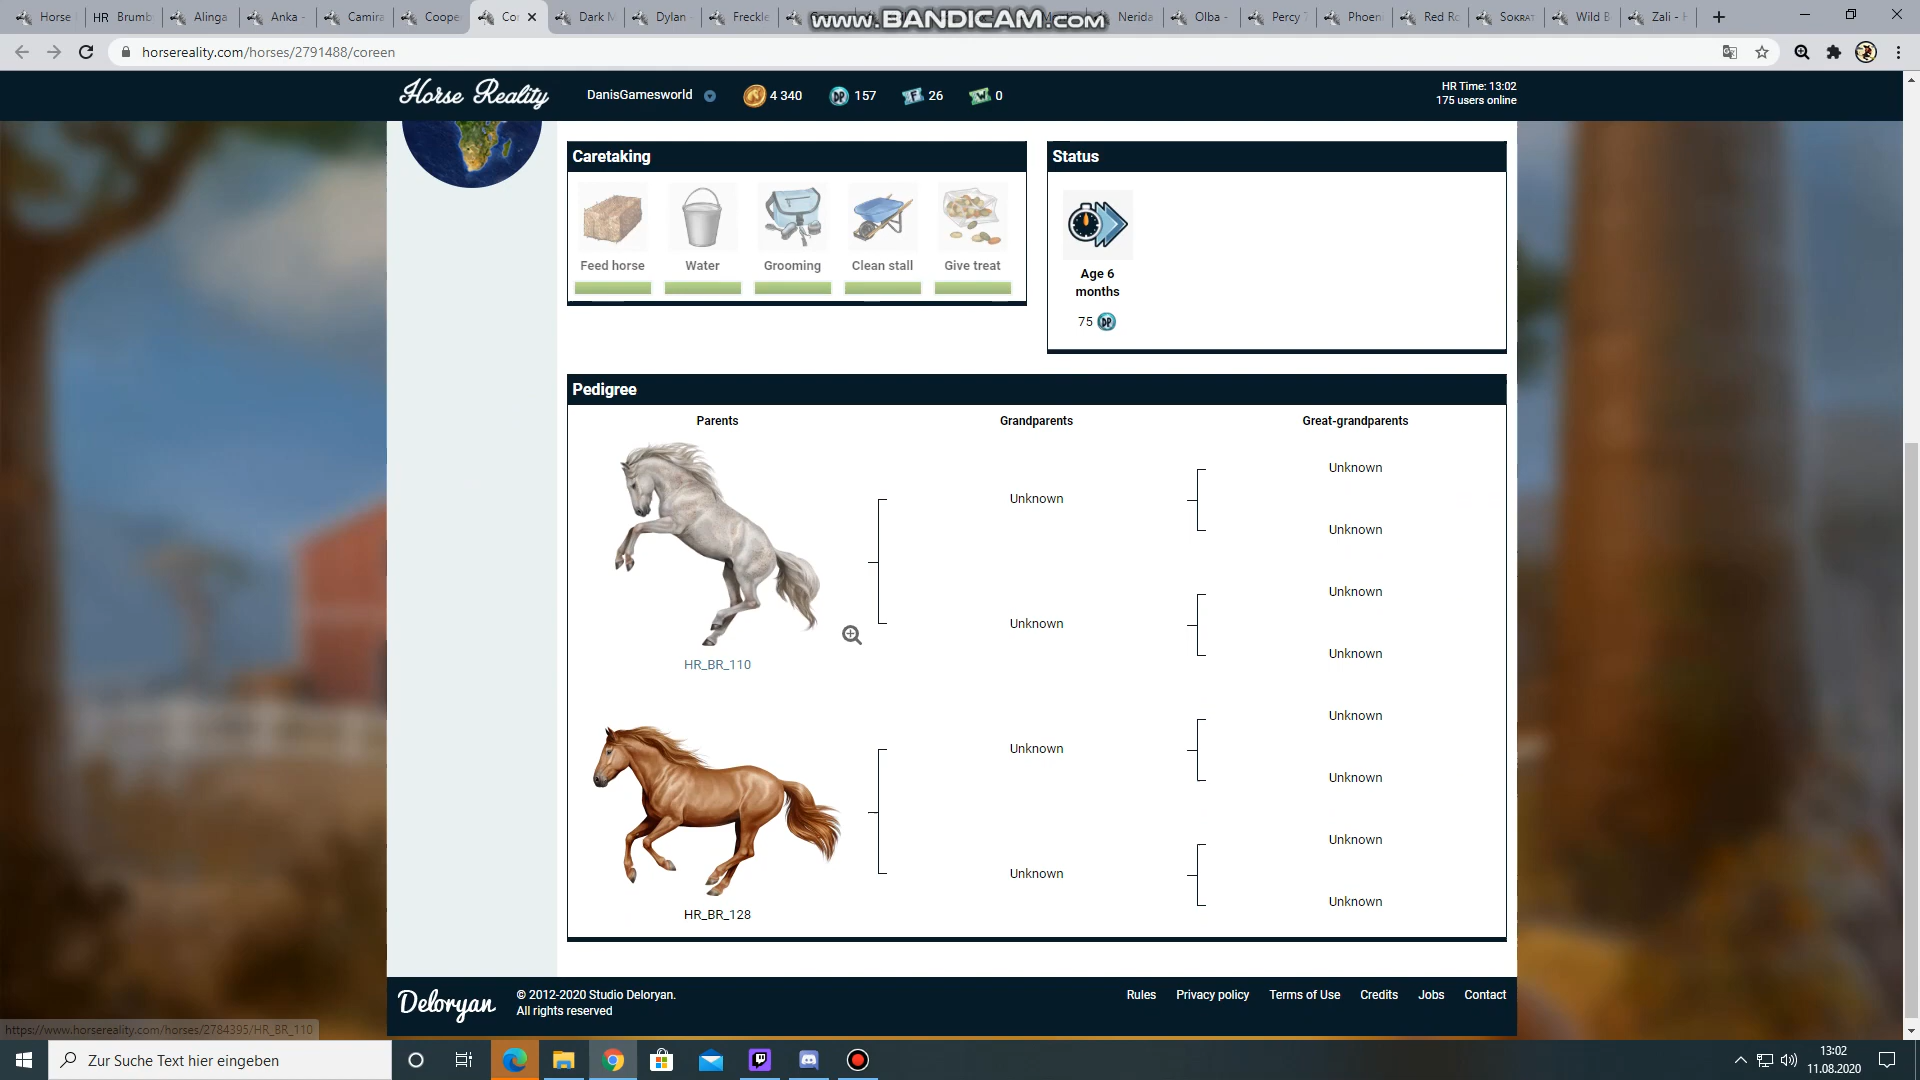 Horse
HR Brumb
Alinga
Anka -
Camira
Coope
Co
Dark M
Dylan -
Freckle
Nerida
Olba -
Percy T
Phoeni
Red Ro
SOKRAT
Wild B
Zali - H
www.BANDICAM.com
horsereality.com/horses/2791488/coreen
Horse Reality
DanisGamesworld
4 340
157
26
0
HR Time: 13:02
175 users online
Caretaking
Feed horse
Water
Grooming
Clean stall
Give treat
Status
Age 6
months
75 DP
Pedigree
Parents
Grandparents
Great-grandparents
Unknown
Unknown
Unknown
Unknown
Unknown
Unknown
HR_BR_110
Unknown
Unknown
Unknown
Unknown
Unknown
Unknown
HR_BR_128
Unknown
Unknown
Deloryan
© 2012-2020 Studio Deloryan.
All rights reserved
Rules
Privacy policy
Terms of Use
Credits
Jobs
Contact
https://www.horsereality.com/horses/2784395/HR_BR_110
Zur Suche Text hier eingeben
13:02
11.08.2020